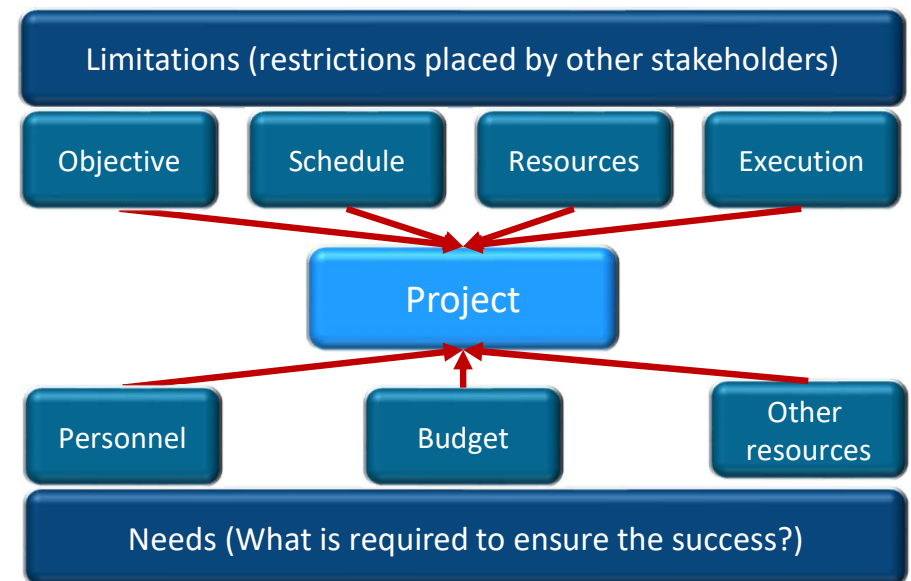 Limitations (restrictions placed by other stakeholders)
Objective
Schedule
Resources
Execution
Project
Personnel
Budget
Other
resources
Needs (What is required to ensure the success?)